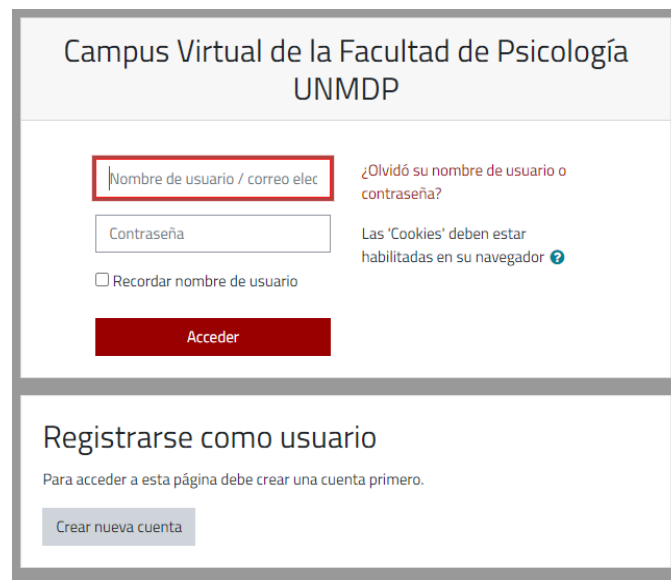 Campus Virtual de la Facultad de Psicología
UNMDP
Nombre de usuario / correo elec
¿Olvidó su nombre de usuario o
contraseña?
Contraseña
Las 'Cookies' deben estar
habilitadas en su navegador ?
Recordar nombre de usuario
Acceder
Registrarse como usuario
Para acceder a esta página debe crear una cuenta primero.
Crear nueva cuenta